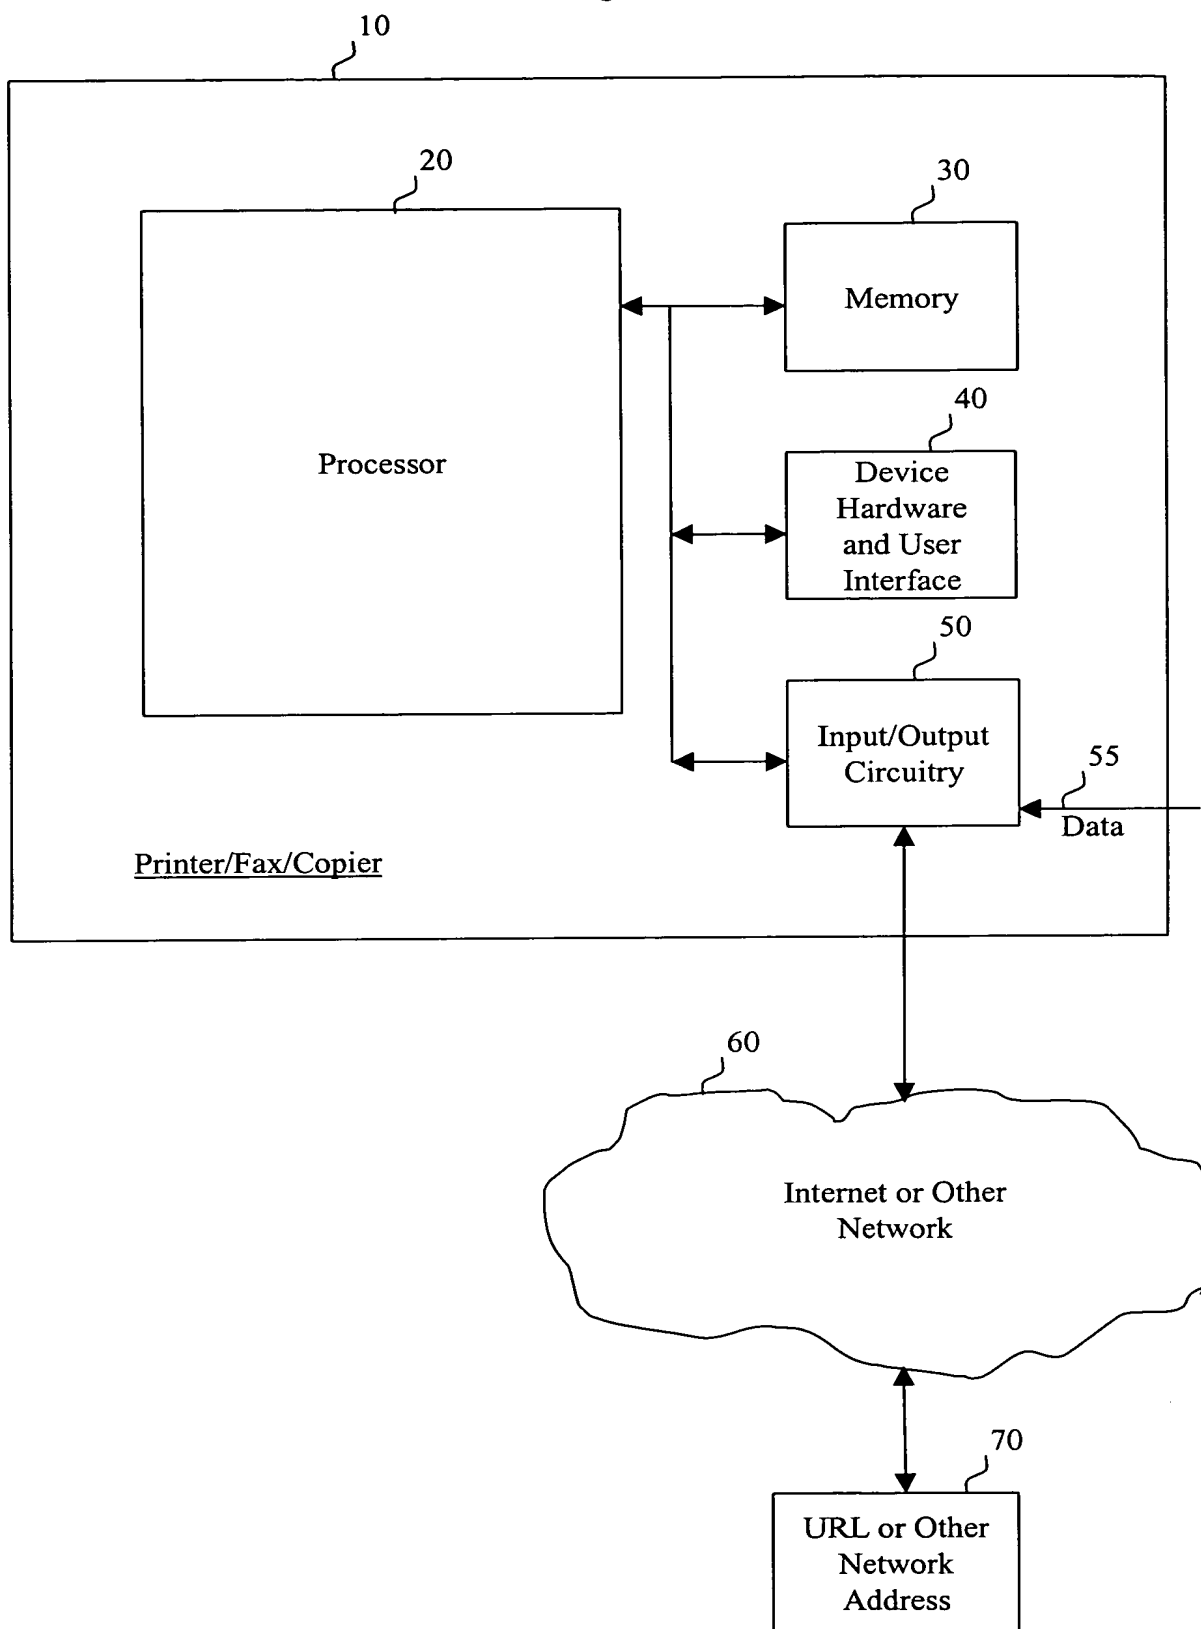 10
20
30
Memory
Processor
40
Device
Hardware
and User
Interface
50
Input/Output
Circuitry
55
Data
Printer/Fax/Copier
60
Internet or Other
Network
70
URL or Other
Network
Address